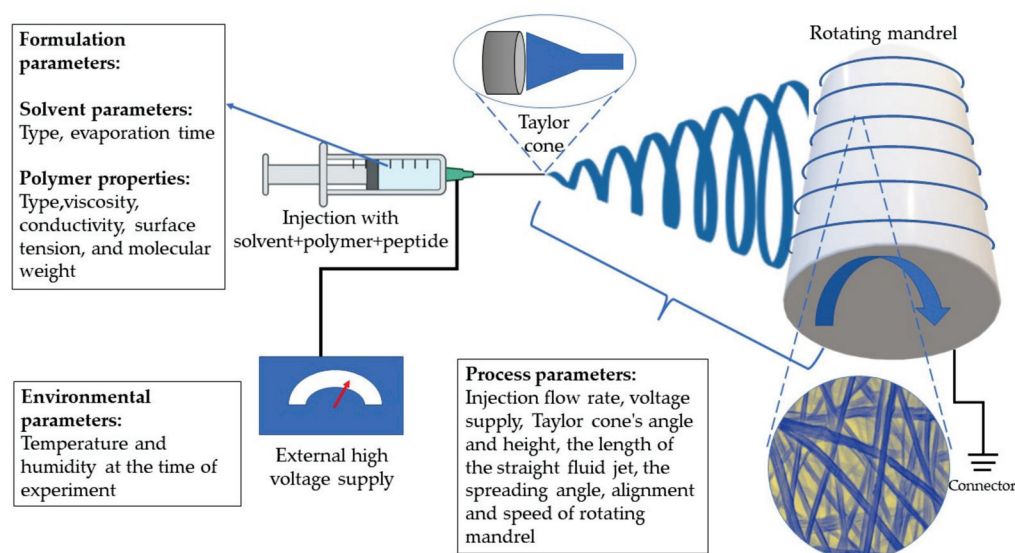 Formulation
parameters:
Solvent parameters:
Type, evaporation time
Polymer properties:
Type,viscosity,
conductivity, surface
tension, and molecular
weight
Taylor
cone
Rotating mandrel
Injection with
solvent+polymer+peptide
Environmental
parameters:
Temperature and
humidity at the time of
experiment
External high
voltage supply
Process parameters:
Injection flow rate, voltage
supply, Taylor cone's angle
and height, the length of
the straight fluid jet, the
spreading angle, alignment
and speed of rotating
mandrel
Connector